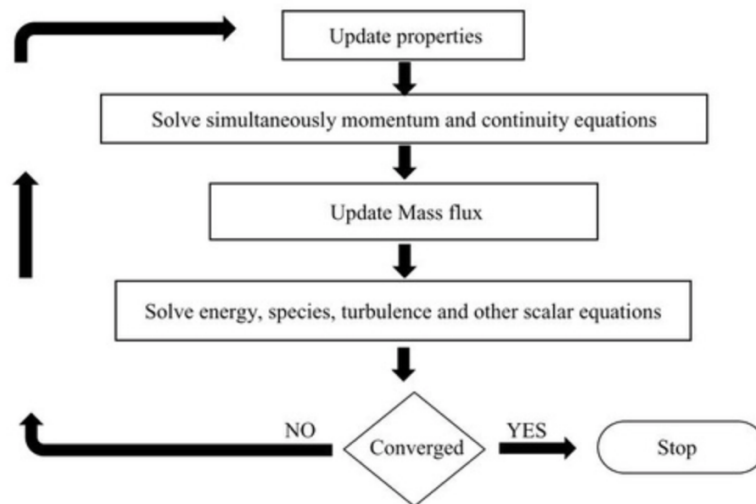 Update properties
Solve simultaneously momentum and continuity equations
Update Mass flux
Solve energy, species, turbulence and other scalar equations
NO
Converged
YES
Stop